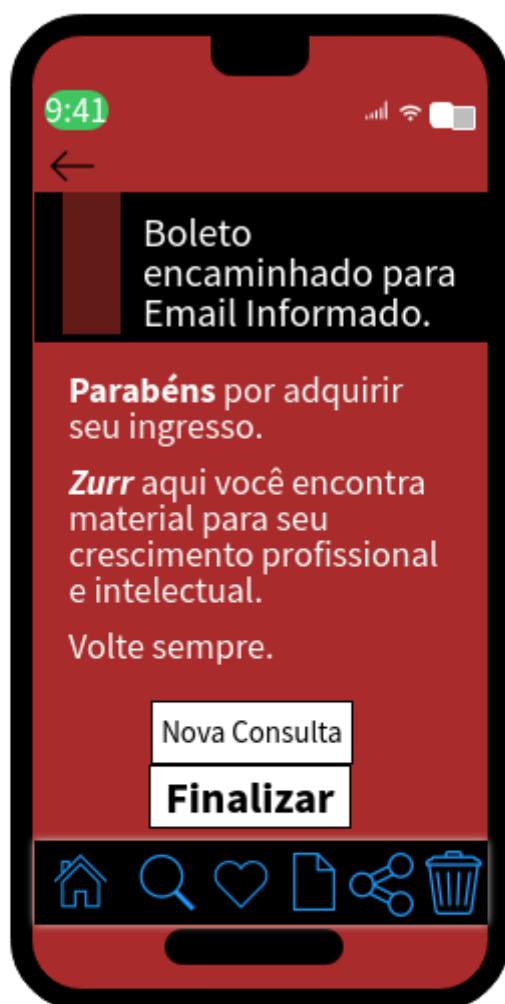 9:41
Boleto
encaminhado para
Email Informado.
Parabéns por adquirir
seu ingresso.
Zurr aqui você encontra
material para seu
crescimento profissional
e intelectual.
Volte sempre.
Nova Consulta
Finalizar